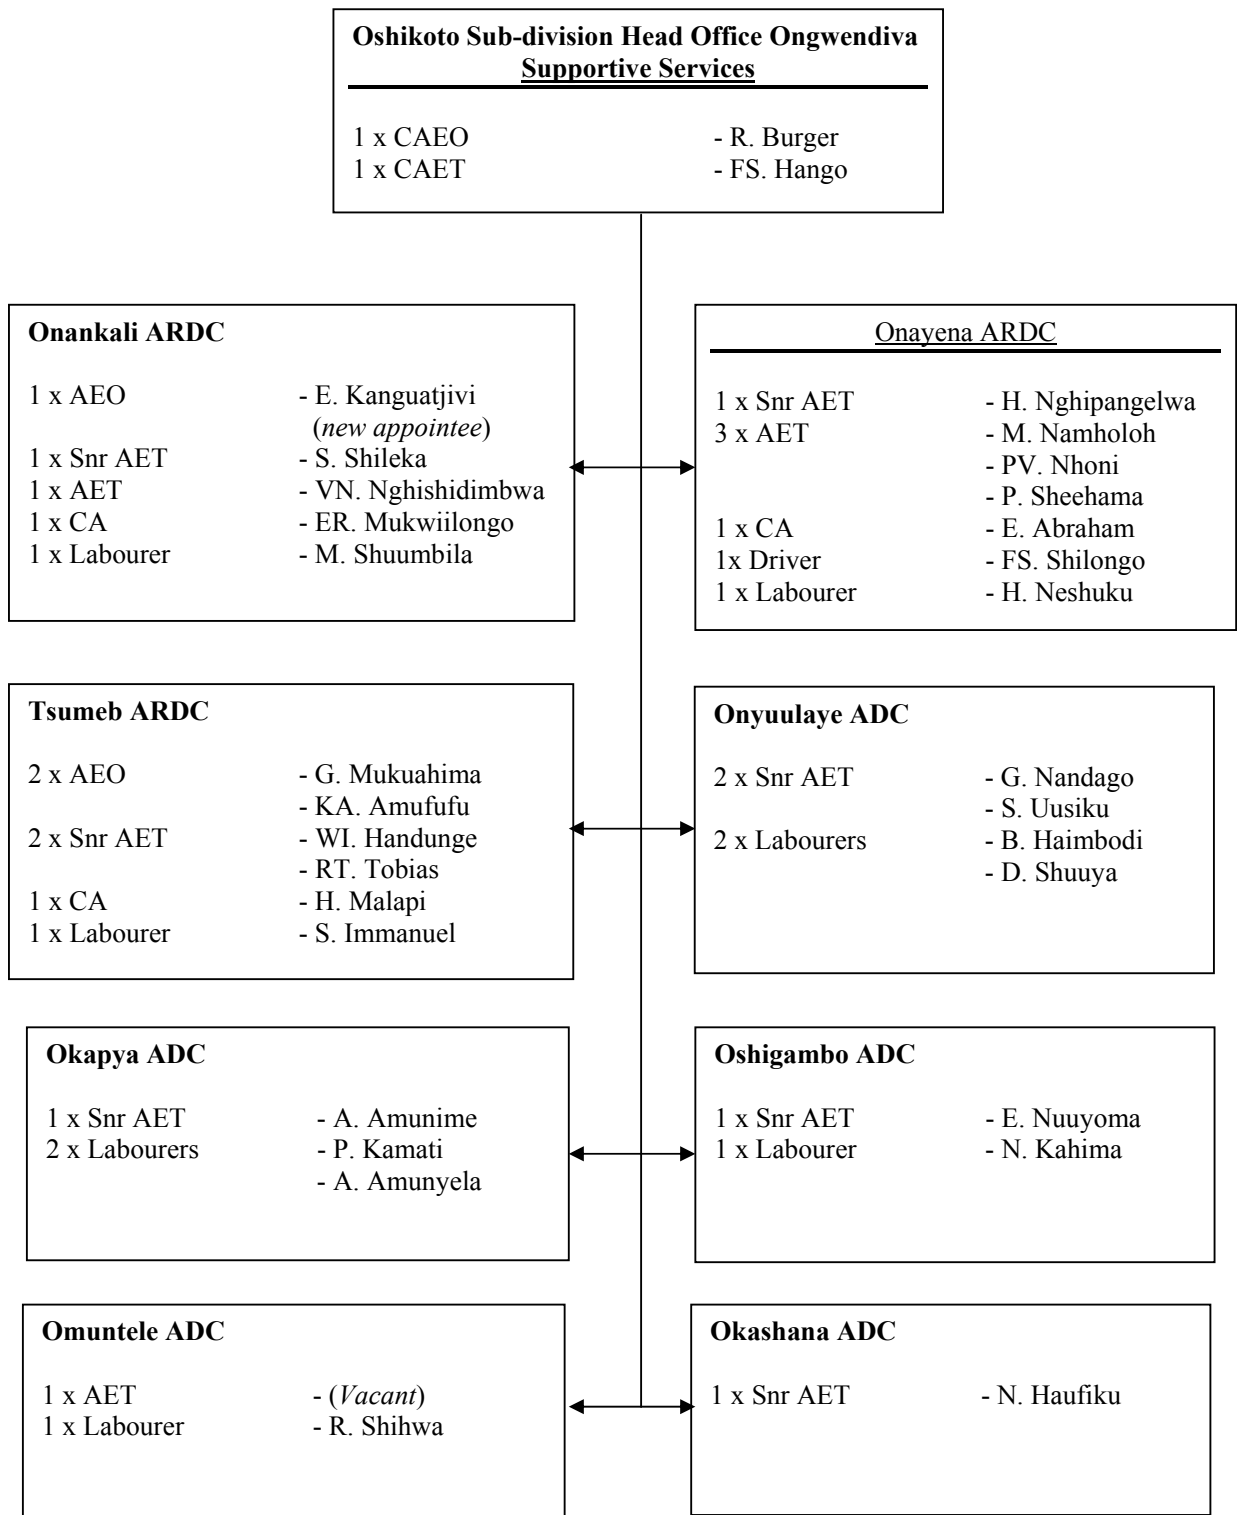 Oshikoto Sub-division Head Office Ongwendiva
Supportive Services
1 x CAEO - R. Burger
1 x CAET - FS. Hango
Onankali ARDC
1 x AEO - E. Kanguatjivi
(new appointee)
1 x Snr AET - S. Shileka
1 x AET - VN. Nghishidimbwa
1 x CA - ER. Mukwiilongo
1 x Labourer - M. Shuumbila
Onayena ARDC
1 x Snr AET - H. Nghipangelwa
3 x AET - M. Namholoh
- PV. Nhoni
- P. Sheehama
1 x CA - E. Abraham
1x Driver - FS. Shilongo
1 x Labourer - H. Neshuku
Tsumeb ARDC
2 x AEO - G. Mukuahima
- KA. Amufufu
2 x Snr AET - WI. Handunge
- RT. Tobias
1 x CA - H. Malapi
1 x Labourer - S. Immanuel
Onyuulaye ADC
2 x Snr AET - G. Nandago
- S. Uusiku
2 x Labourers - B. Haimbodi
- D. Shuuya
Okapya ADC
1 x Snr AET - A. Amunime
2 x Labourers - P. Kamati
- A. Amunyela
Oshigambo ADC
1 x Snr AET - E. Nuuyoma
1 x Labourer - N. Kahima
Omuntele ADC
1 x AET - (Vacant)
1 x Labourer - R. Shihwa
Okashana ADC
1 x Snr AET - N. Haufiku